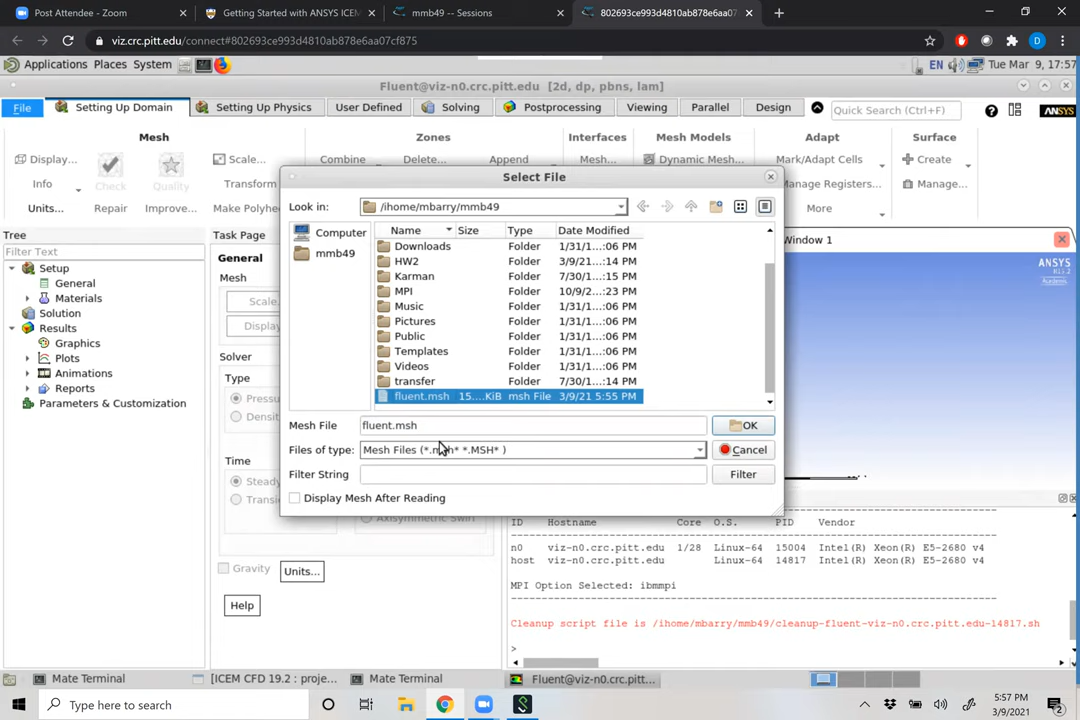 Post Attendee - Zoom
Getting Started with ANSYS ICEM
mmb49 -- Sessions
802693ce993d4810ab878e6aa07
viz.crc.pitt.edu/connect#802693ce993d4810ab878e6aa07cf875
D
Applications Places System
EN
Tue Mar 9, 17:57
Fluent@viz-n0.crc.pitt.edu [2d, dp, pbns, lam]
File
Setting Up Domain
Setting Up Physics
User Defined
Solving
Postprocessing
Viewing
Parallel
Design
Quick Search (Ctrl+F)
ANSYS
Mesh
Zones
Interfaces
Mesh Models
Adapt
Surface
Display...
Scale...
Combine
Delete...
Append
Mesh...
Dynamic Mesh...
Mark/Adapt Cells
Create
Info
Check
Quality
Transform
Manage Registers...
Manage...
Units...
Repair
Improve...
Make Polyhe
More
Tree
Filter Text
Setup
General
Materials
Solution
Results
Graphics
Plots
Animations
Reports
Parameters & Customization
Task Page
General
Mesh
Scale...
Display
Solver
Type
Pressu
Densit
Time
Steady
Transi
Axisymmetric Swirl
Gravity
Units...
Help
Select File
Look in:
/ihome/mbarry/mmb49
Computer
mmb49
Name Size Type Date Modified
Downloads Folder 1/31/1...:06 PM
HW2 Folder 3/9/21...:14 PM
Karman Folder 7/30/1...:15 PM
MPI Folder 10/9/2...:23 PM
Music Folder 1/31/1...:06 PM
Pictures Folder 1/31/1...:06 PM
Public Folder 1/31/1...:06 PM
Templates Folder 1/31/1...:06 PM
Videos Folder 1/31/1...:06 PM
transfer Folder 7/30/1...:14 PM
fluent.msh 15....KiB msh File 3/9/21 5:55 PM
Mesh File
fluent.msh
OK
Files of type:
Mesh Files (*.msh* *.MSH* )
Cancel
Filter String
Filter
Display Mesh After Reading
Window 1
ANSYS
R19.2
Academic
ID Hostname Core O.S. PID Vendor
n0 viz-n0.crc.pitt.edu 1/28 Linux-64 15004 Intel(R) Xeon(R) E5-2680 v4
host viz-n0.crc.pitt.edu Linux-64 14817 Intel(R) Xeon(R) E5-2680 v4
MPI Option Selected: ibmmpi
Cleanup script file is /ihome/mbarry/mmb49/cleanup-fluent-viz-n0.crc.pitt.edu-14817.sh
>
Mate Terminal
[ICEM CFD 19.2 : proje...
Mate Terminal
Fluent@viz-n0.crc.pitt...
Type here to search
5:57 PM
3/9/2021
2